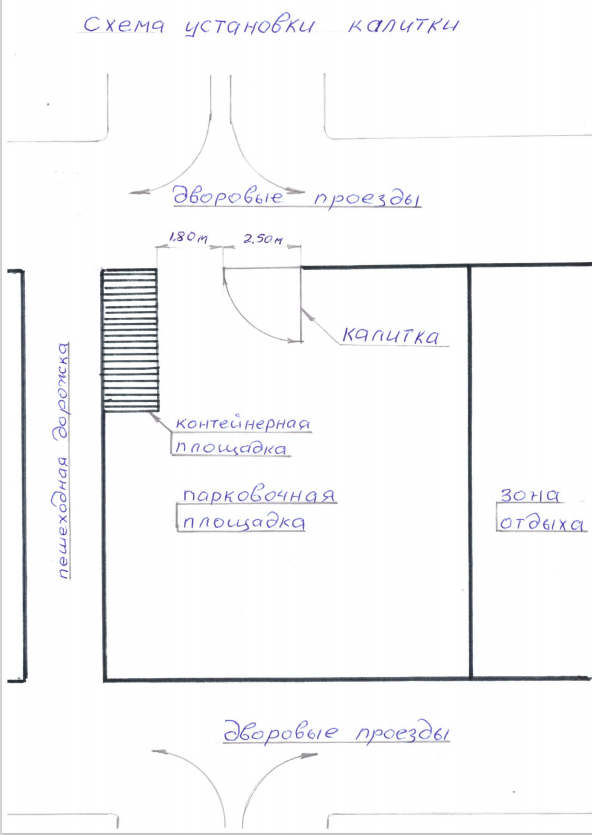 Схема установки калитки
дворовые проезды
1.80м 2.50м
калитка
контейнерная
площадка
пешеходная дорожка
парковочная
площадка
зона
отдыха
дворовые проезды